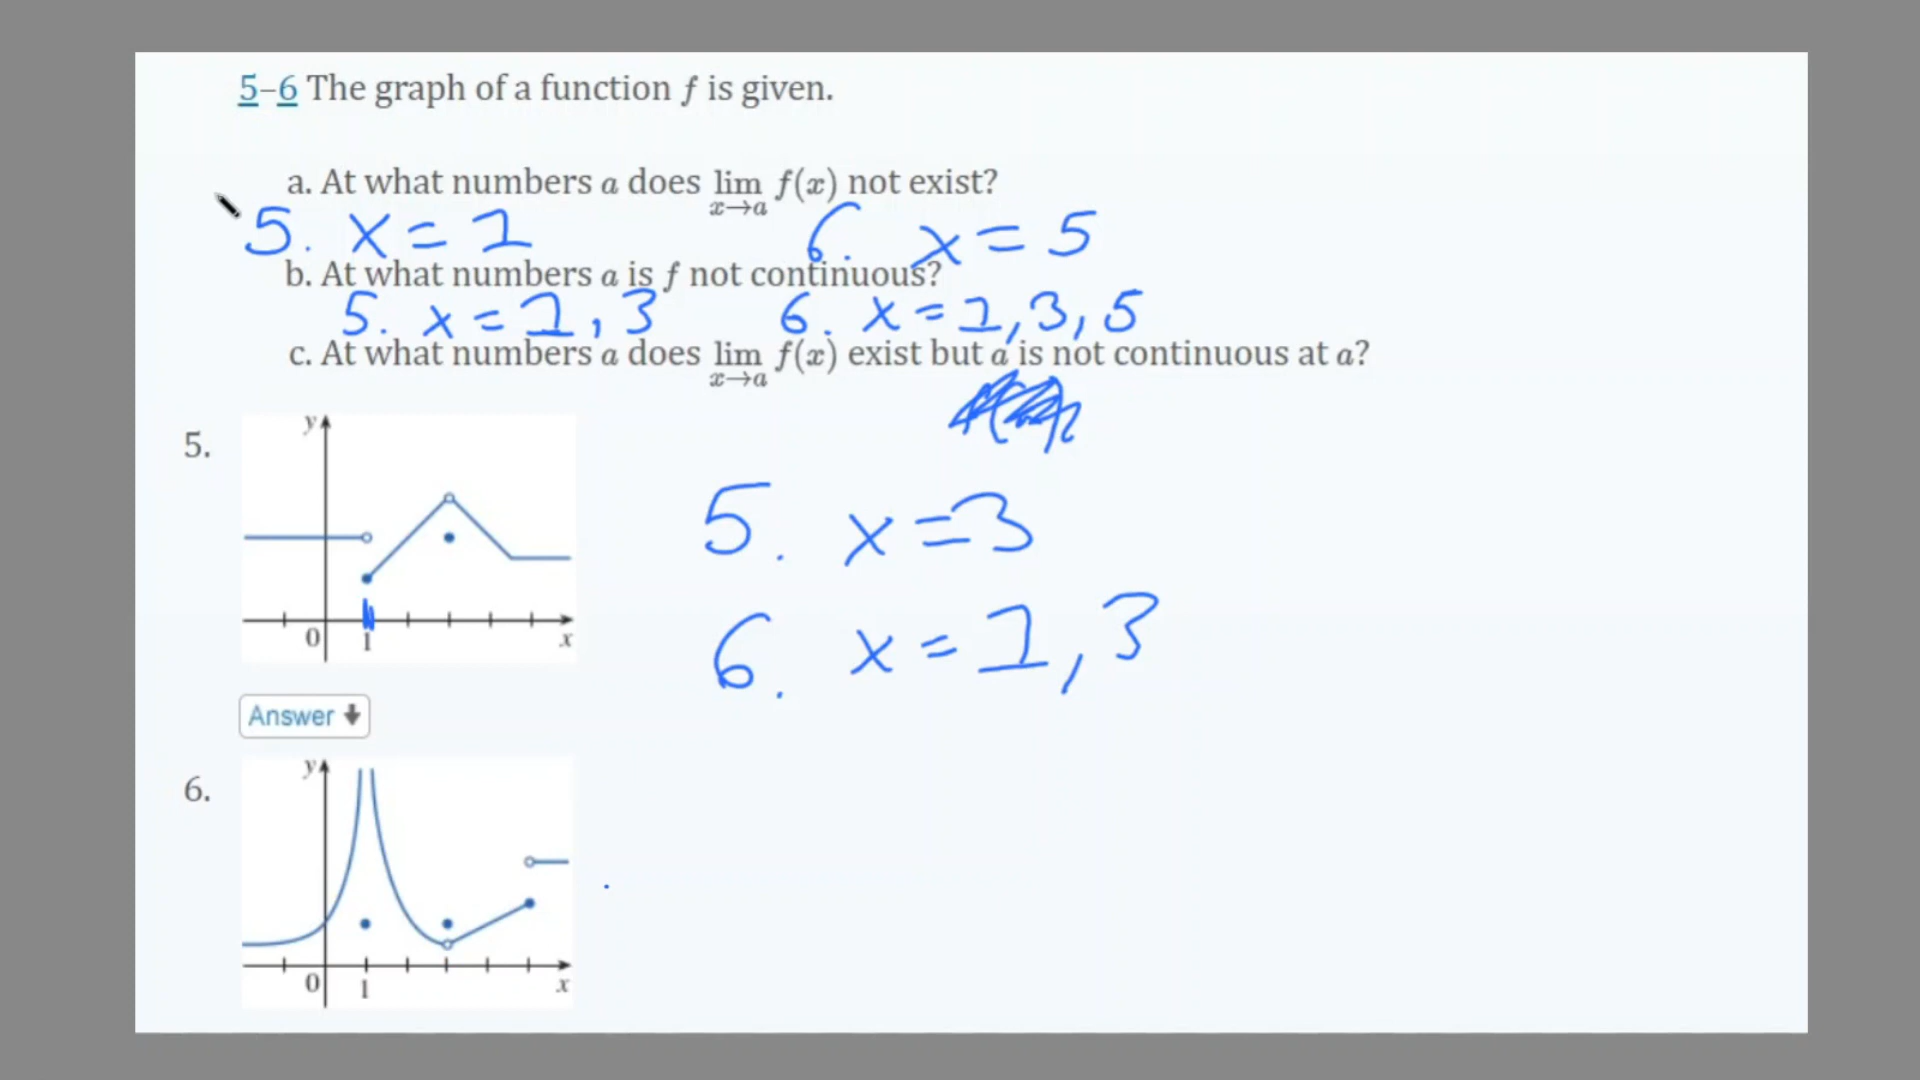 5–6 The graph of a function f is given.
a. At what numbers a does lim x→a f(x) not exist?
5. x = 1 6. x = 5
b. At what numbers a is f not continuous?
5. x = 1, 3 6. x = 1, 3, 5
c. At what numbers a does lim x→a f(x) exist but a is not continuous at a?
5.
y
0
1
x
5. x = 3
6. x = 1, 3
Answer
6.
y
0
1
x